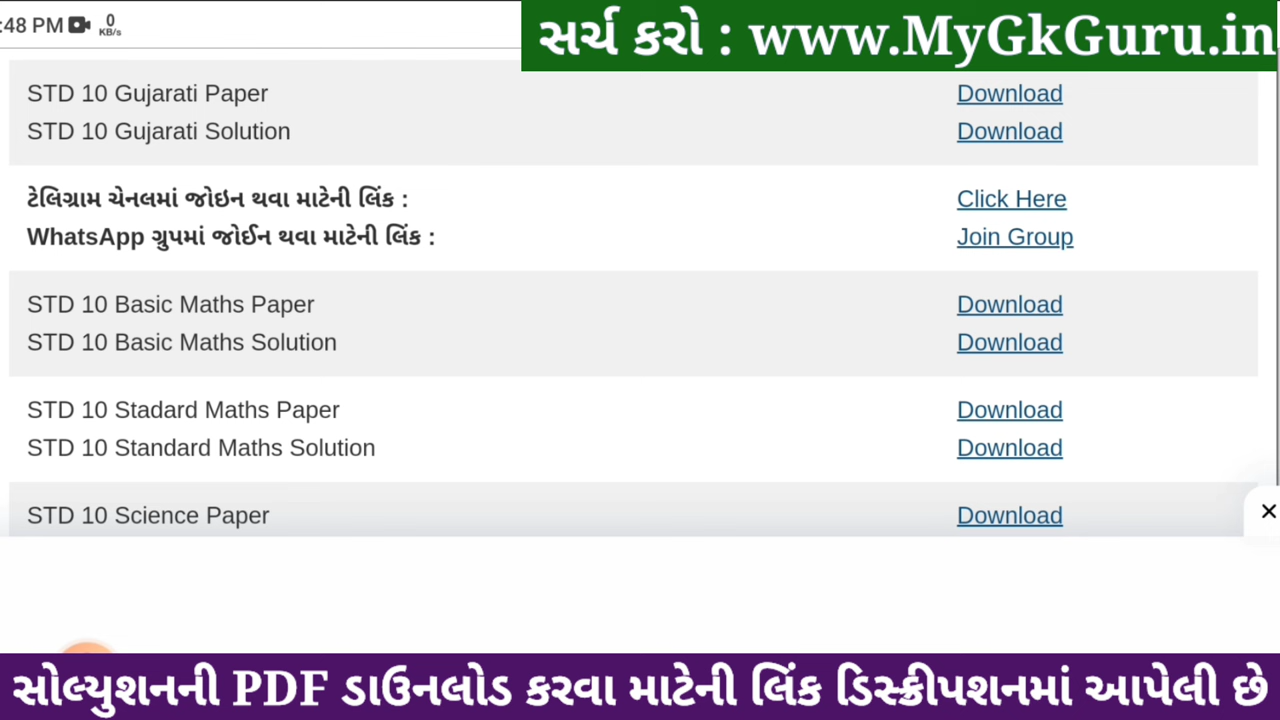 :48 PM 0 KB/s
સર્ચ કરો : www.MyGkGuru.in
STD 10 Gujarati Paper Download
STD 10 Gujarati Solution Download
ટેલિગ્રામ ચેનલમાં જોઇન થવા માટેની લિંક : Click Here
WhatsApp ગ્રુપમાં જોઈન થવા માટેની લિંક : Join Group
STD 10 Basic Maths Paper Download
STD 10 Basic Maths Solution Download
STD 10 Stadard Maths Paper Download
STD 10 Standard Maths Solution Download
STD 10 Science Paper Download
સોલ્યુશનની PDF ડાઉનલોડ કરવા માટેની લિંક ડિસ્ક્રીપશનમાં આપેલી છે